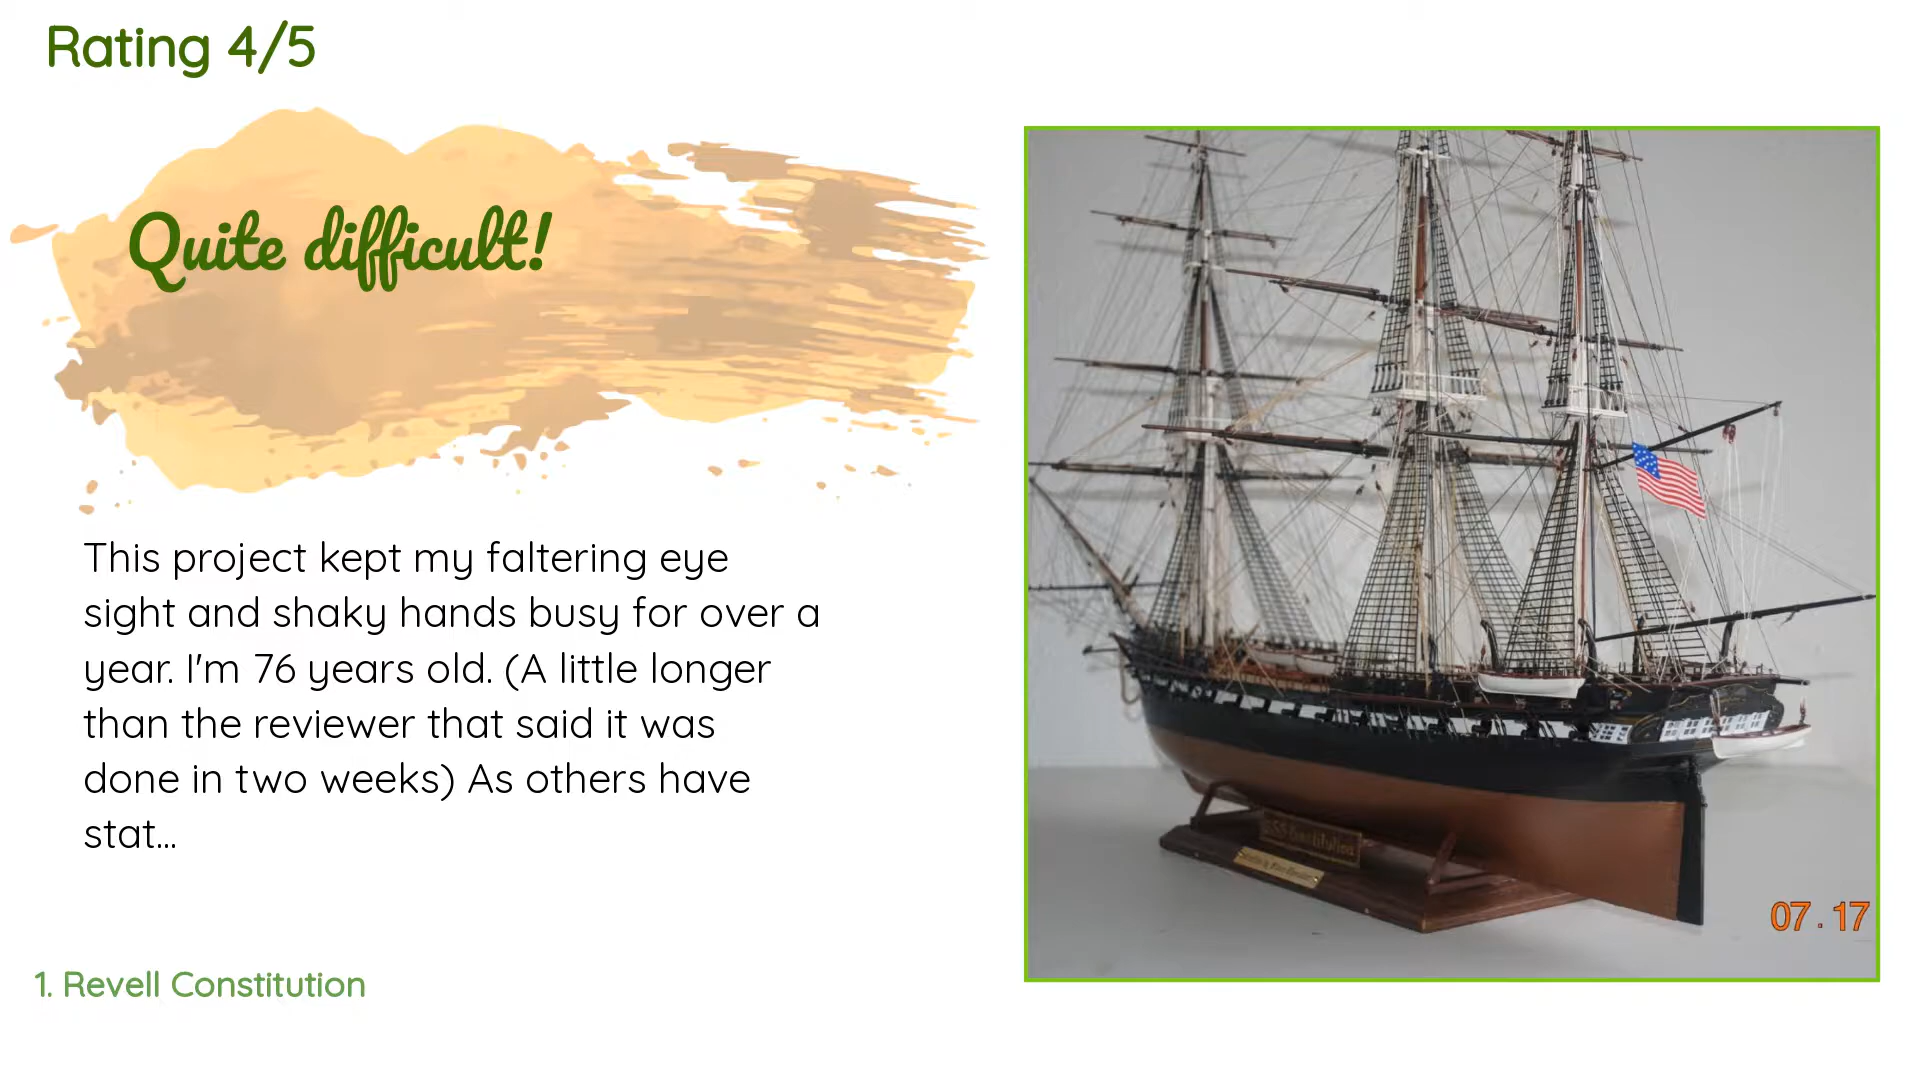 Rating 4/5
Quite difficult!
This project kept my faltering eye
sight and shaky hands busy for over a
year. I'm 76 years old. (A little longer
than the reviewer that said it was
done in two weeks) As others have
stat...
07.17
1. Revell Constitution